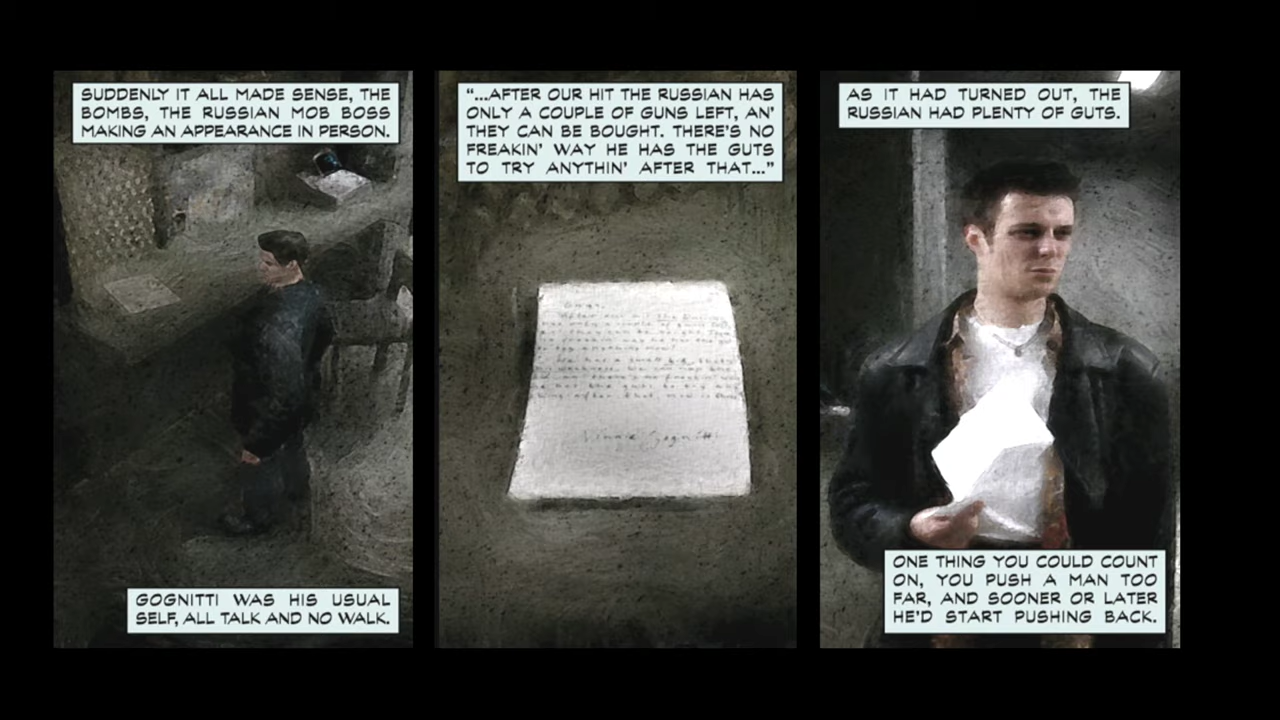 SUDDENLY IT ALL MADE SENSE, THE
BOMBS, THE RUSSIAN MOB BOSS
MAKING AN APPEARANCE IN PERSON.
GOGNITTI WAS HIS USUAL
SELF, ALL TALK AND NO WALK.
“...AFTER OUR HIT THE RUSSIAN HAS
ONLY A COUPLE OF GUNS LEFT, AN’
THEY CAN BE BOUGHT. THERE’S NO
FREAKIN’ WAY HE HAS THE GUTS
TO TRY ANYTHIN’ AFTER THAT...”
Vinnie Gognitti
AS IT HAD TURNED OUT, THE
RUSSIAN HAD PLENTY OF GUTS.
ONE THING YOU COULD COUNT
ON, YOU PUSH A MAN TOO
FAR, AND SOONER OR LATER
HE’D START PUSHING BACK.